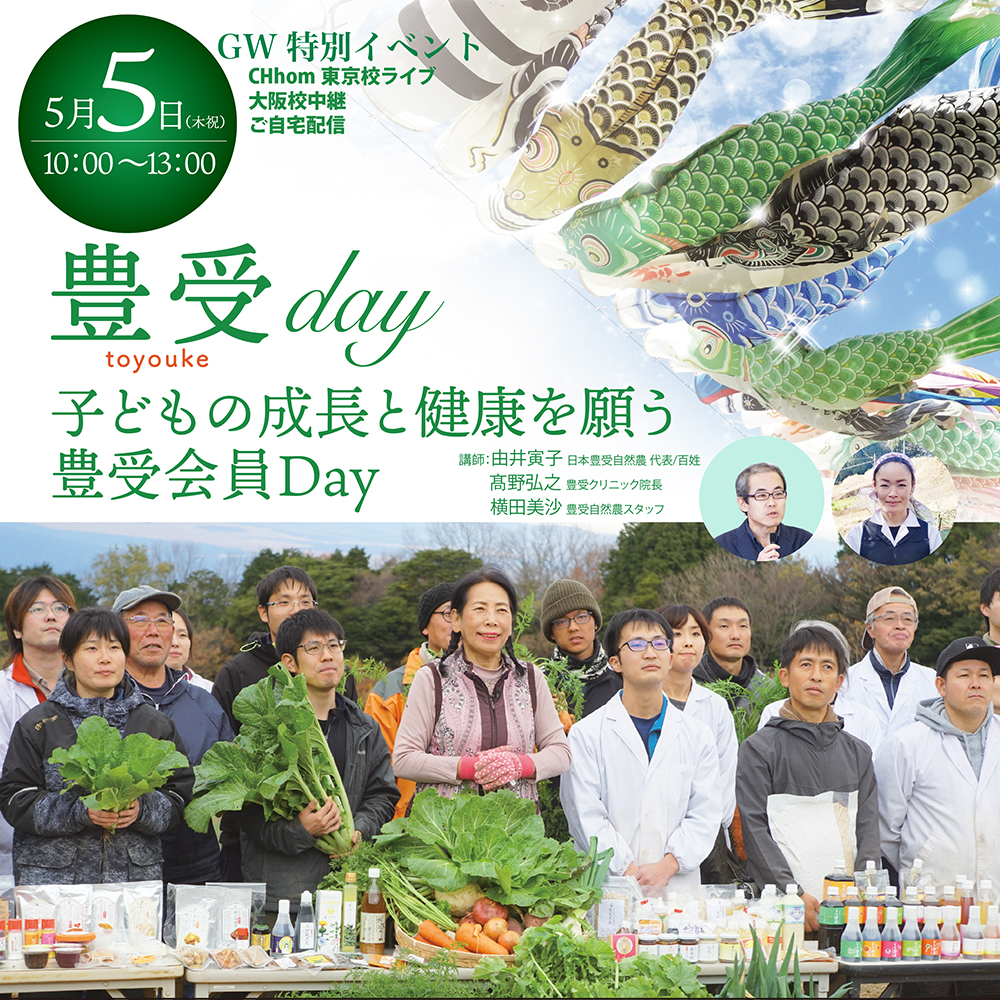 5月5日(木祝)
10:00～13:00
GW 特別イベント
CHhom 東京校ライブ
大阪校中継
ご自宅配信
豊受day
toyouke
子どもの成長と健康を願う
豊受会員Day
講師：由井寅子 日本豊受自然農 代表/百姓
髙野弘之 豊受クリニック院長
横田美沙 豊受自然農スタッフ